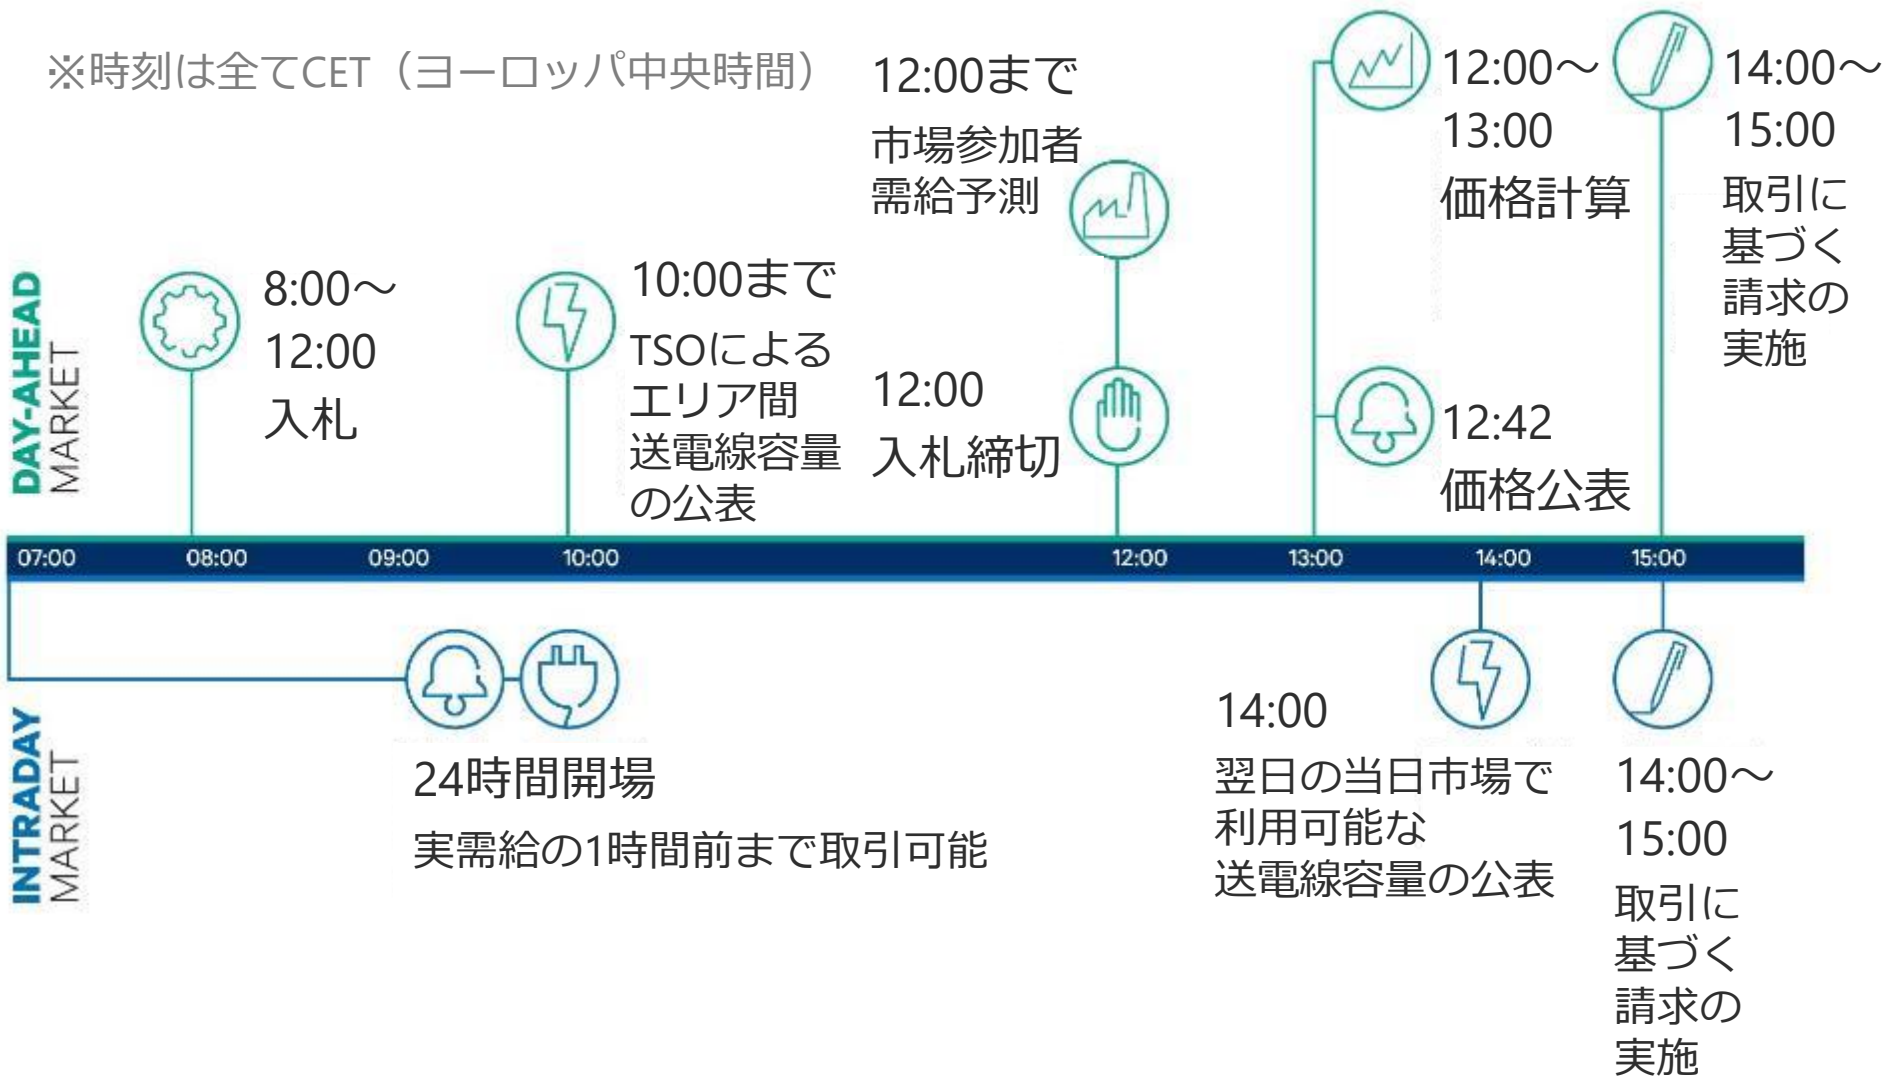 ※時刻は全てCET（ヨーロッパ中央時間）
DAY-AHEAD
MARKET
8:00～
12:00
入札
10:00まで
TSOによる
エリア間
送電線容量
の公表
12:00まで
市場参加者
需給予測
12:00
入札締切
12:00～
13:00
価格計算
12:42
価格公表
14:00～
15:00
取引に
基づく
請求の
実施
07:00 08:00 09:00 10:00 12:00 13:00 14:00 15:00
INTRADAY
MARKET
24時間開場
実需給の1時間前まで取引可能
14:00
翌日の当日市場で
利用可能な
送電線容量の公表
14:00～
15:00
取引に
基づく
請求の
実施